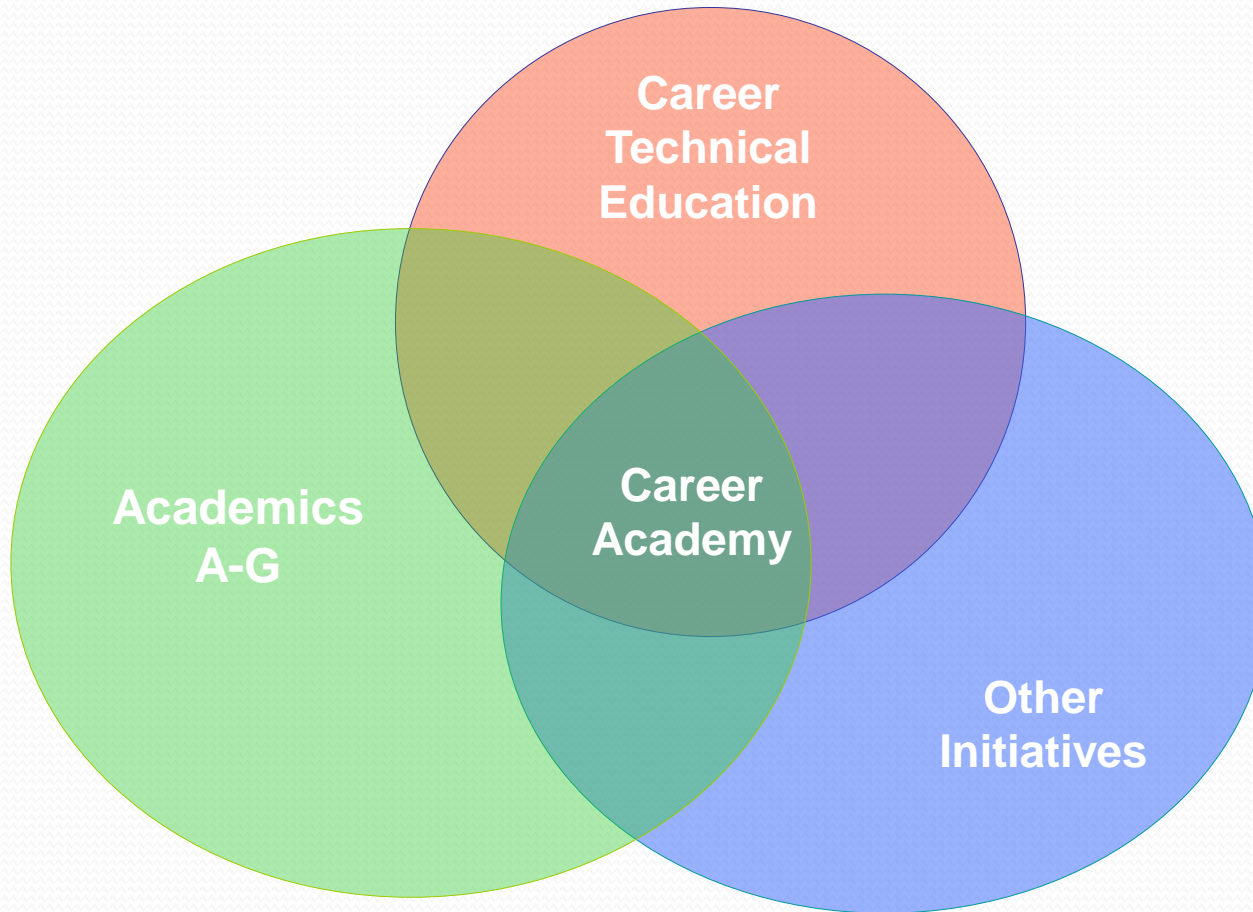 Career
Technical
Education
Academics
A-G
Career
Academy
Other
Initiatives